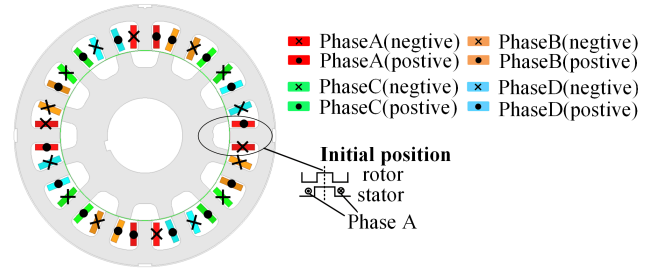 PhaseA(negtive)
PhaseB(negtive)
PhaseA(postive)
PhaseB(postive)
PhaseC(negtive)
PhaseD(negtive)
PhaseC(postive)
PhaseD(postive)
Initial position
rotor
stator
Phase A